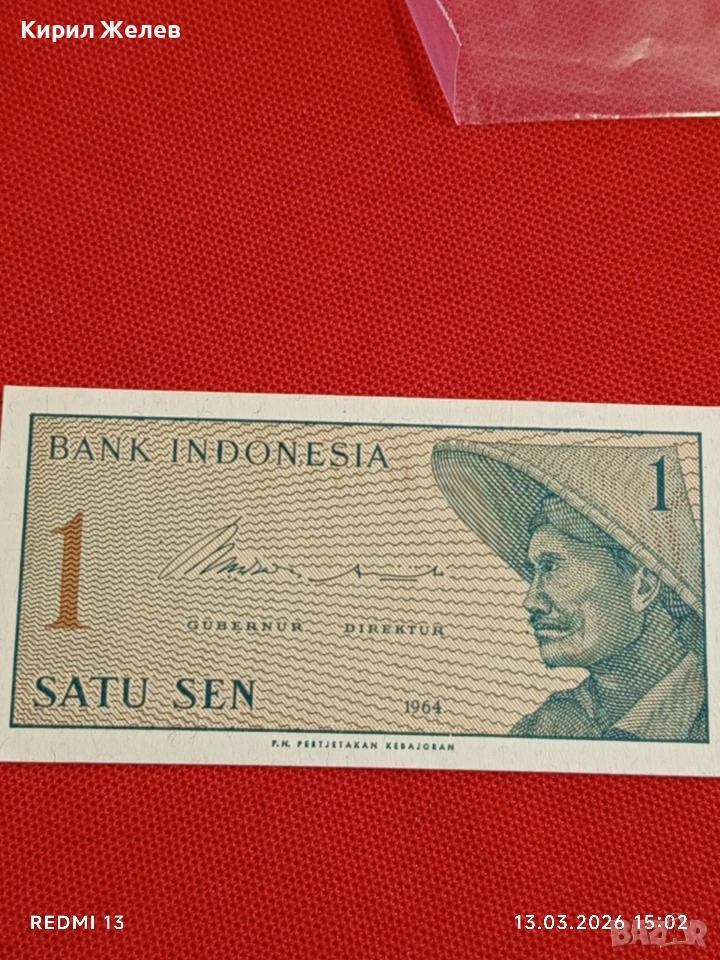 Кирил Желев
BANK INDONESIA
1
1
GUBERNUR DIREKTUR
SATU SEN
1964
P.N. PERTJETAKAN KEBAJORAN
REDMI 13
13.03.2026 15:02
BAZAR